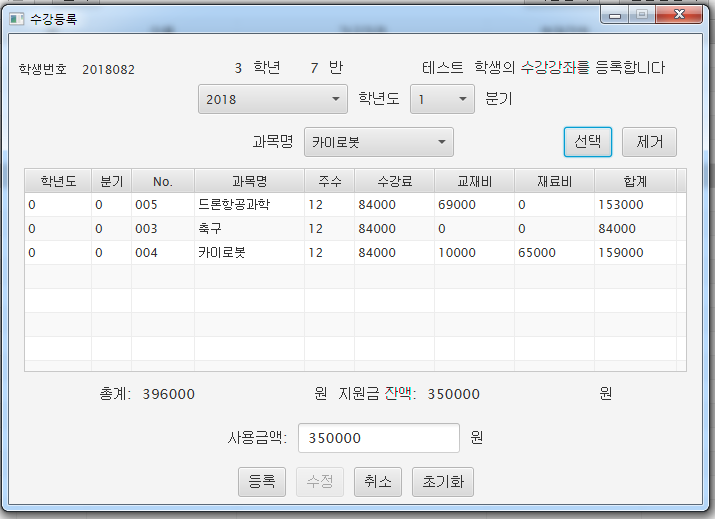 수강등록
학생번호 2018082 3 학년 7 반 테스트 학생의 수강강좌를 등록합니다
2018 학년도 1 분기
과목명 카이로봇 선택 제거
학년도 분기 No. 과목명 주수 수강료 교재비 재료비 합계
0 0 005 드론항공과학 12 84000 69000 0 153000
0 0 003 축구 12 84000 0 0 84000
0 0 004 카이로봇 12 84000 10000 65000 159000
총계: 396000 원 지원금 잔액: 350000 원
사용금액: 350000 원
등록 수정 취소 초기화